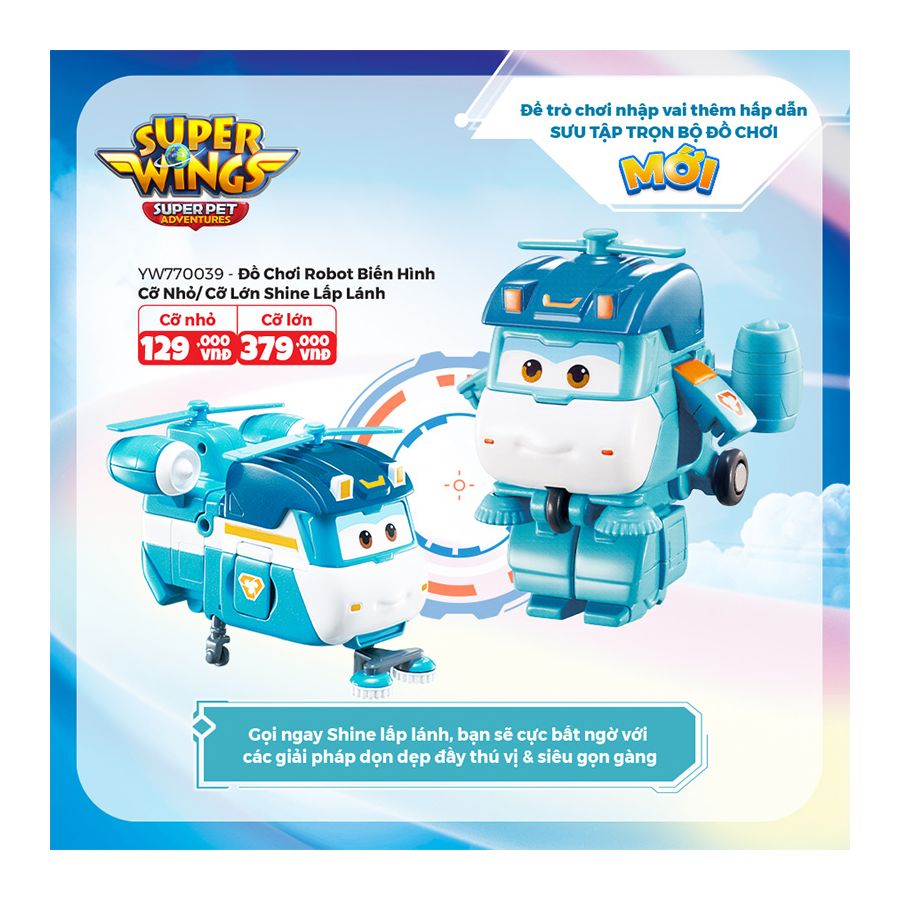 Để trò chơi nhập vai thêm hấp dẫn
SƯU TẬP TRỌN BỘ ĐỒ CHƠI
MỚI
SUPER
WINGS
SUPER PET
ADVENTURES
YW770039 - Đồ Chơi Robot Biến Hình
Cỡ Nhỏ/ Cỡ Lớn Shine Lấp Lánh
Cỡ nhỏ Cỡ lớn
129.000 VNĐ 379.000 VNĐ
Gọi ngay Shine lấp lánh, bạn sẽ cực bất ngờ với
các giải pháp dọn dẹp đầy thú vị & siêu gọn gàng